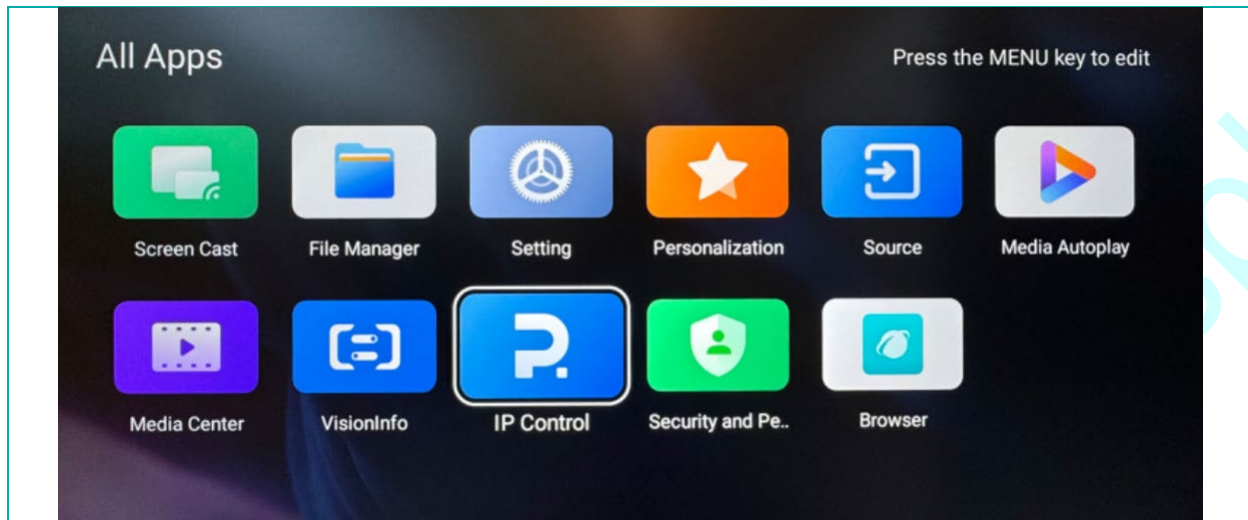 All Apps
Press the MENU key to edit
Screen Cast
File Manager
Setting
Personalization
Source
Media Autoplay
Media Center
VisionInfo
IP Control
Security and Pe..
Browser